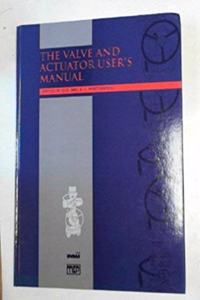 THE VALVE AND
ACTUATOR USER'S
MANUAL